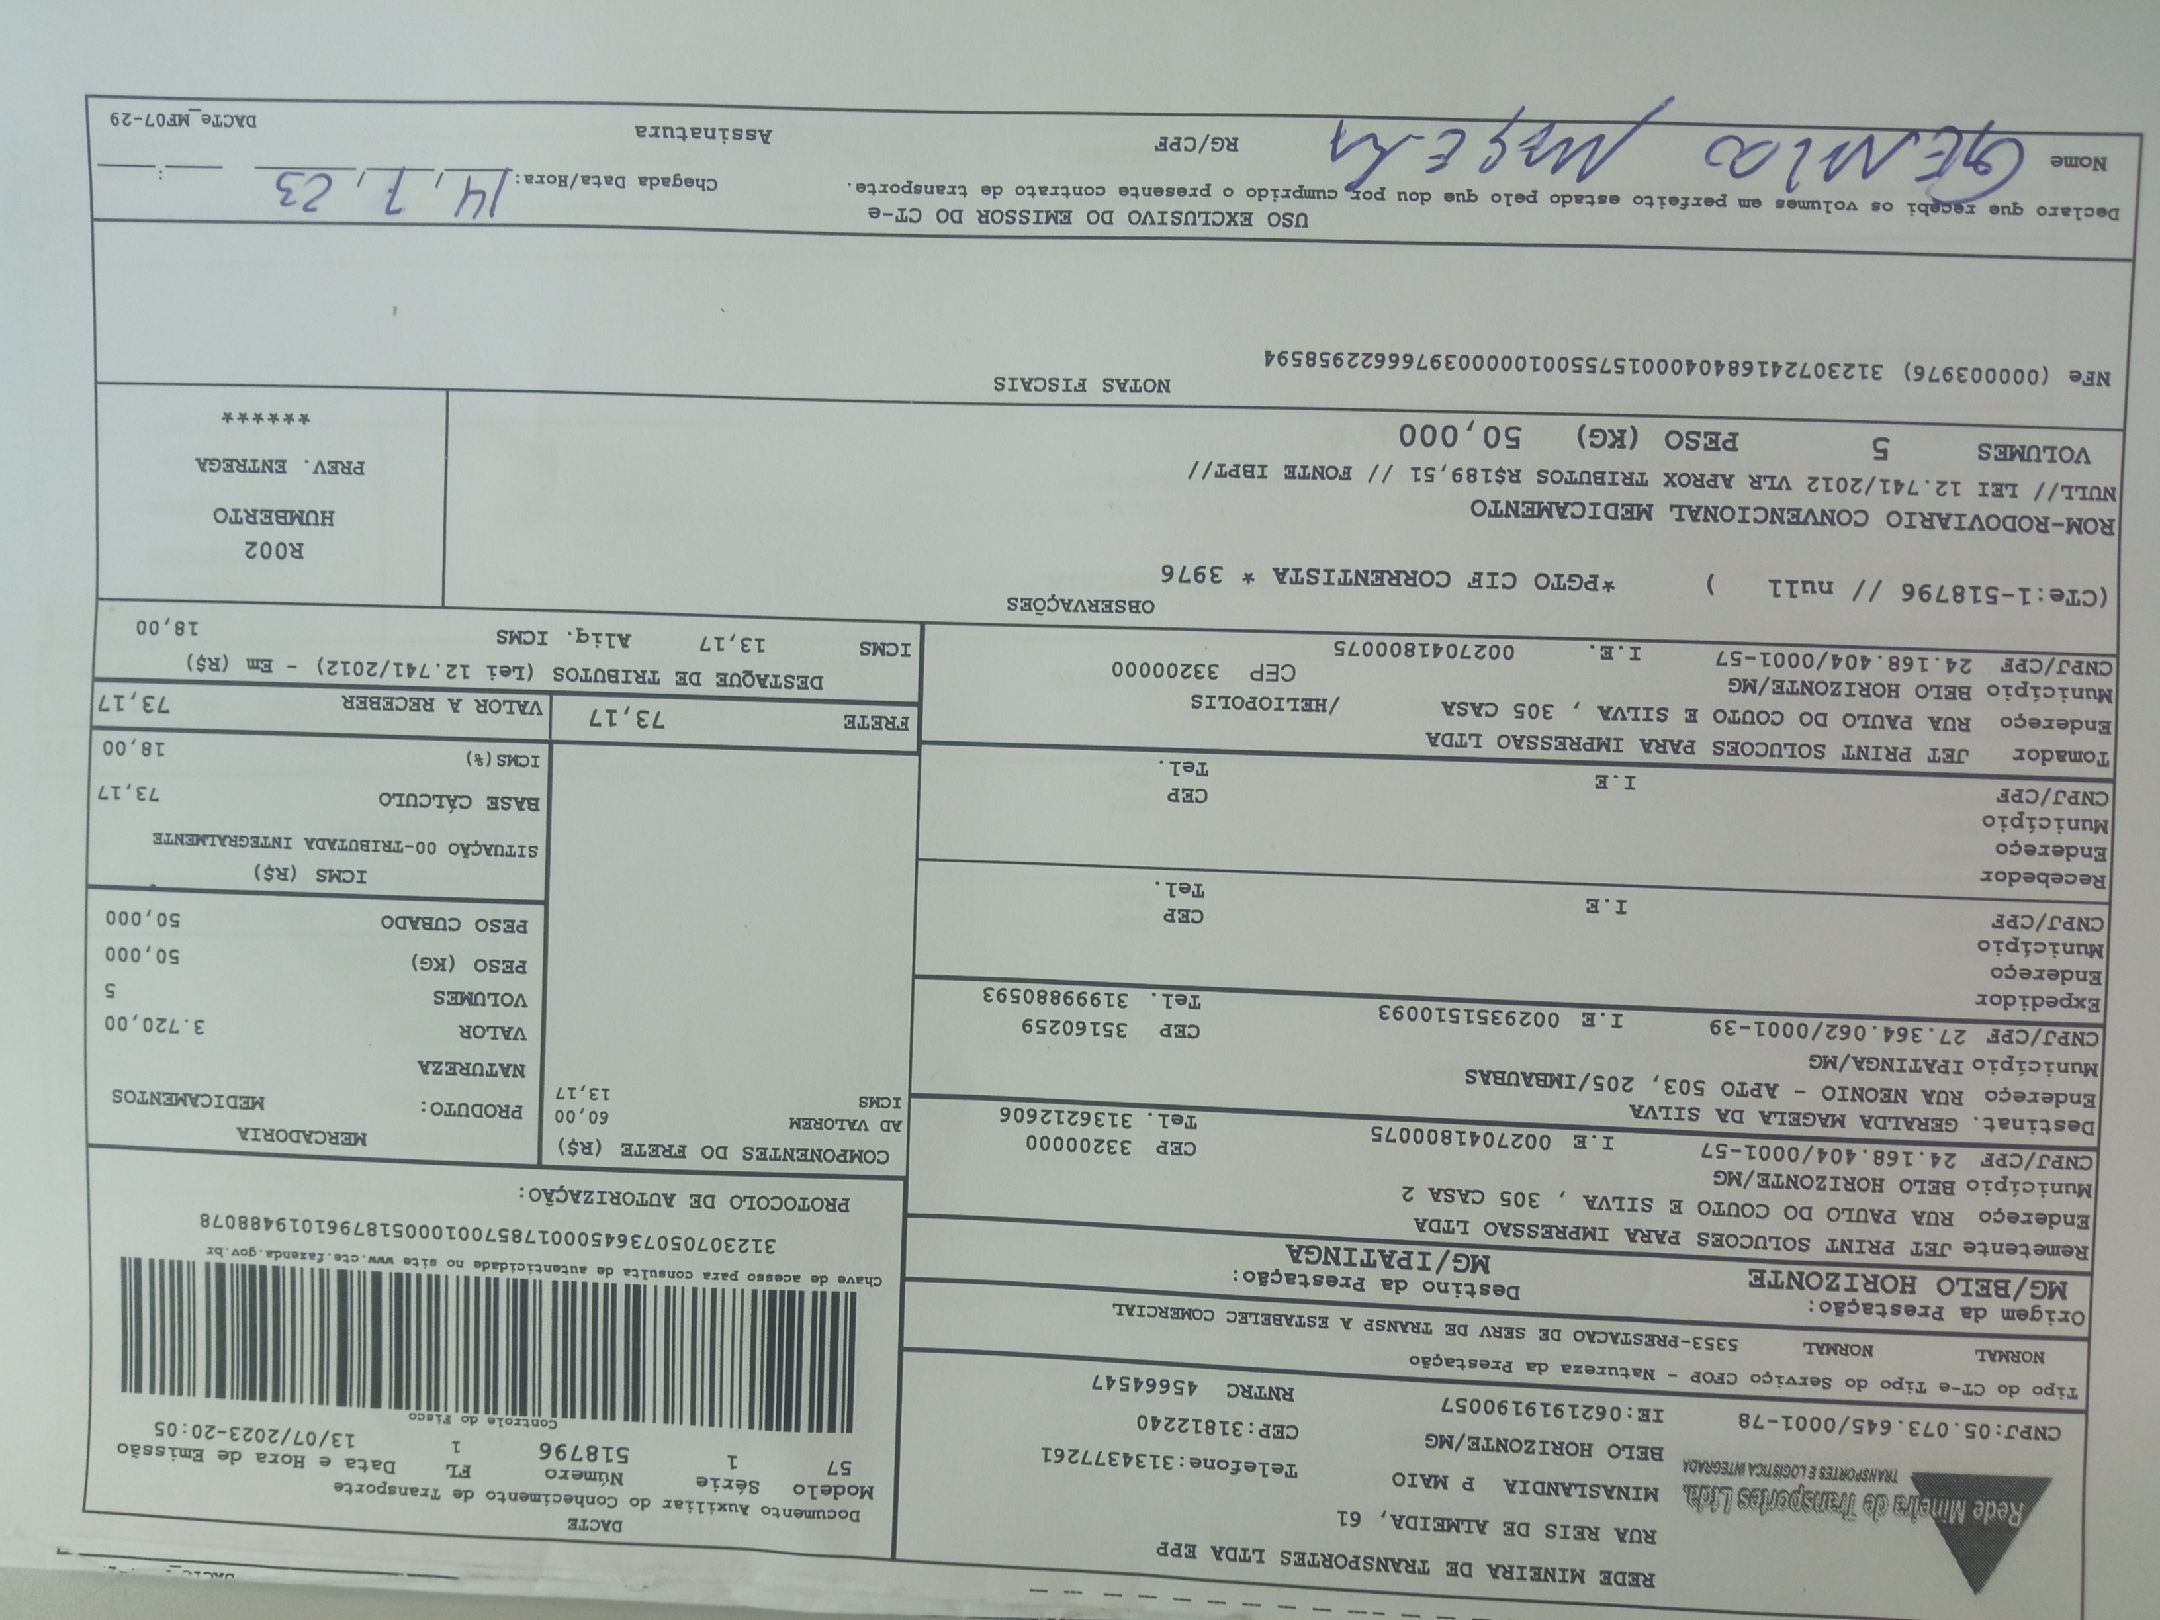 REDE MINEIRA DE TRANSPORTES LTDA EPP
RUA REIS DE ALMEIDA, 61
MINASLANDIA P MAIO Telefone:3134377261
BELO HORIZONTE/MG CEP:31812240
Rede Mineira de Transportes Ltda.
TRANSPORTES E LOGÍSTICA INTEGRADA
CNPJ:05.073.645/0001-78 IE:0621919190057 RNTRC 45664547
DACTE
Documento Auxiliar do Conhecimento de Transporte
Modelo Série Número FL Data e Hora de Emissão
57 1 518796 1 13/07/2023-20:05
Controle do Fisco
Chave de acesso para consulta de autenticidade no site www.cte.fazenda.gov.br
31230705073645000178570010005187961019488078
PROTOCOLO DE AUTORIZAÇÃO:
Tipo do CT-e Tipo do Serviço CFOP - Natureza da Prestação
NORMAL NORMAL 5353-PRESTACAO DE SERV DE TRANSP A ESTABELEC COMERCIAL
Origem da Prestação: Destino da Prestação:
MG/BELO HORIZONTE MG/IPATINGA
Remetente JET PRINT SOLUCOES PARA IMPRESSAO LTDA
Endereço RUA PAULO DO COUTO E SILVA , 305 CASA 2
Município BELO HORIZONTE/MG CEP 33200000
CNPJ/CPF 24.168.404/0001-57 I.E 0027041800075 Tel. 3136212606
Destinat. GERALDA MAGELA DA SILVA
Endereço RUA NEONIO - APTO 503, 205/IMBAUBAS
Município IPATINGA/MG CEP 35160259
CNPJ/CPF 27.364.062/0001-39 I.E 0029351510093 Tel. 31999880593
Expedidor
Endereço
Município CEP
CNPJ/CPF I.E Tel.
Recebedor
Endereço
Município CEP
CNPJ/CPF I.E Tel.
Tomador JET PRINT SOLUCOES PARA IMPRESSAO LTDA
Endereço RUA PAULO DO COUTO E SILVA , 305 CASA /HELIOPOLIS
Município BELO HORIZONTE/MG CEP 33200000
CNPJ/CPF 24.168.404/0001-57 I.E. 0027041800075
COMPONENTES DO FRETE (R$)
AD VALOREM 60,00
ICMS 13,17
MERCADORIA
PRODUTO: MEDICAMENTOS
NATUREZA
VALOR 3.720,00
VOLUMES 5
PESO (KG) 50,000
PESO CUBADO 50,000
ICMS (R$)
SITUAÇÃO 00-TRIBUTADA INTEGRALMENTE
BASE CÁLCULO 73,17
ICMS(%) 18,00
FRETE 73,17 VALOR A RECEBER 73,17
DESTAQUE DE TRIBUTOS (Lei 12.741/2012) - Em (R$)
ICMS 13,17 Aliq. ICMS 18,00
OBSERVAÇÕES
(CTe:1-518796 // null ) *PGTO CIF CORRENTISTA * 3976
ROM-RODOVIARIO CONVENCIONAL MEDICAMENTO
NULL// LEI 12.741/2012 VLR APROX TRIBUTOS R$189,51 // FONTE IBPT//
VOLUMES 5 PESO (KG) 50,000
R002
HUMBERTO
PREV. ENTREGA
******
NOTAS FISCAIS
NFe (000003976) 31230724168404000157550010000039766622958594
USO EXCLUSIVO DO EMISSOR DO CT-e
Declaro que recebi os volumes em perfeito estado pelo que dou por cumprido o presente contrato de transporte.
Chegada Data/Hora: 14/7/23 __:__
Nome RG/CPF Assinatura
DACTe_MF07-29